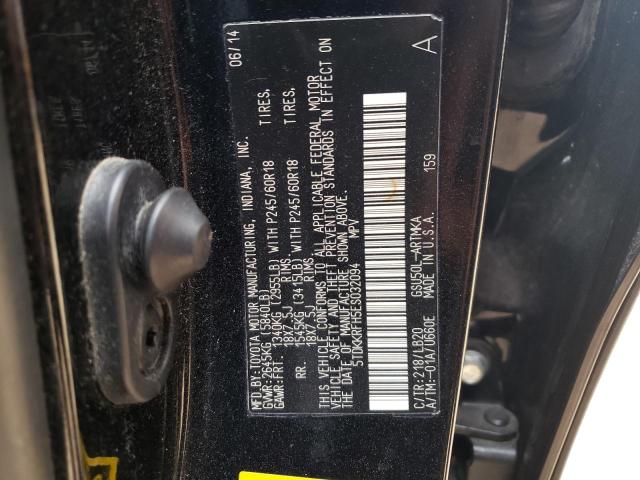 MFD.BY:TOYOTA MOTOR MANUFACTURING, INDIANA, INC. 06/14
GVWR:2645KG (5840LB)
GAWR:FRT. 1340KG (2955LB) WITH P245/60R18 TIRES,
18X7.5J RIMS,
RR. 1545KG (3415LB) WITH P245/60R18 TIRES,
18X7.5J RIMS.
THIS VEHICLE CONFORMS TO ALL APPLICABLE FEDERAL MOTOR
VEHICLE SAFETY AND THEFT PREVENTION STANDARDS IN EFFECT ON
THE DATE OF MANUFACTURE SHOWN ABOVE.
5TDKKRFH5ES032094 MPV
A
159
C/TM:218/LB20 GSU50L-ARTMKA
A/TM:-01A/U660E MADE IN U.S.A.